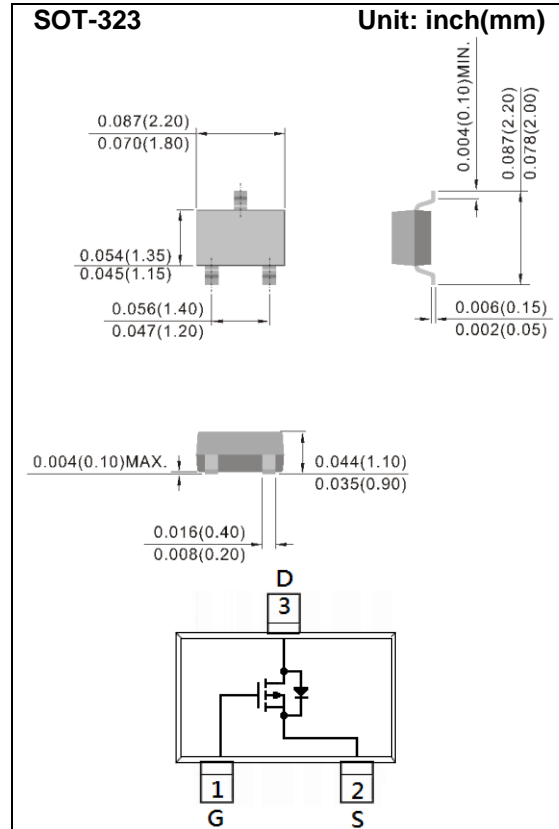 SOT-323 Unit: inch(mm)
0.087(2.20)
0.070(1.80)
0.004(0.10)MIN.
0.087(2.20)
0.078(2.00)
0.054(1.35)
0.045(1.15)
0.056(1.40)
0.047(1.20)
0.006(0.15)
0.002(0.05)
0.004(0.10)MAX.
0.044(1.10)
0.035(0.90)
0.016(0.40)
0.008(0.20)
D
3
1
2
G
S